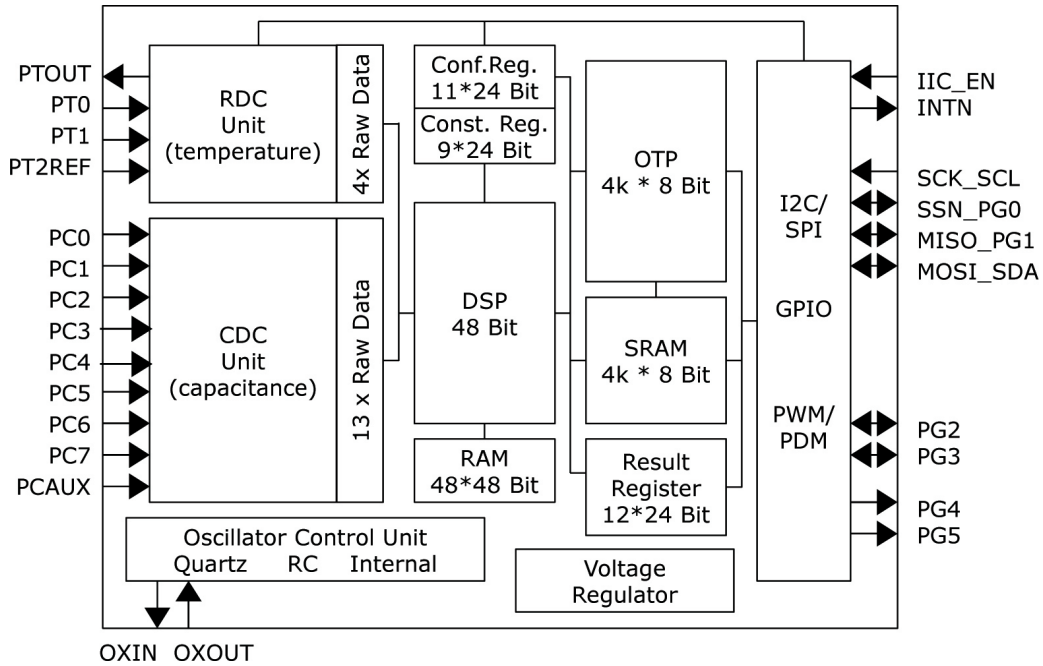 PTOUT
PT0
PT1
PT2REF
RDC
Unit
(temperature)
4x Raw Data
PC0
PC1
PC2
PC3
PC4
PC5
PC6
PC7
PCAUX
CDC
Unit
(capacitance)
13 x Raw Data
Conf.Reg.
11*24 Bit
Const. Reg.
9*24 Bit
DSP
48 Bit
RAM
48*48 Bit
OTP
4k * 8 Bit
SRAM
4k * 8 Bit
Result
Register
12*24 Bit
I2C/
SPI
GPIO
PWM/
PDM
IIC_EN
INTN
SCK_SCL
SSN_PG0
MISO_PG1
MOSI_SDA
PG2
PG3
PG4
PG5
Oscillator Control Unit
Quartz RC Internal
Voltage
Regulator
OXIN OXOUT